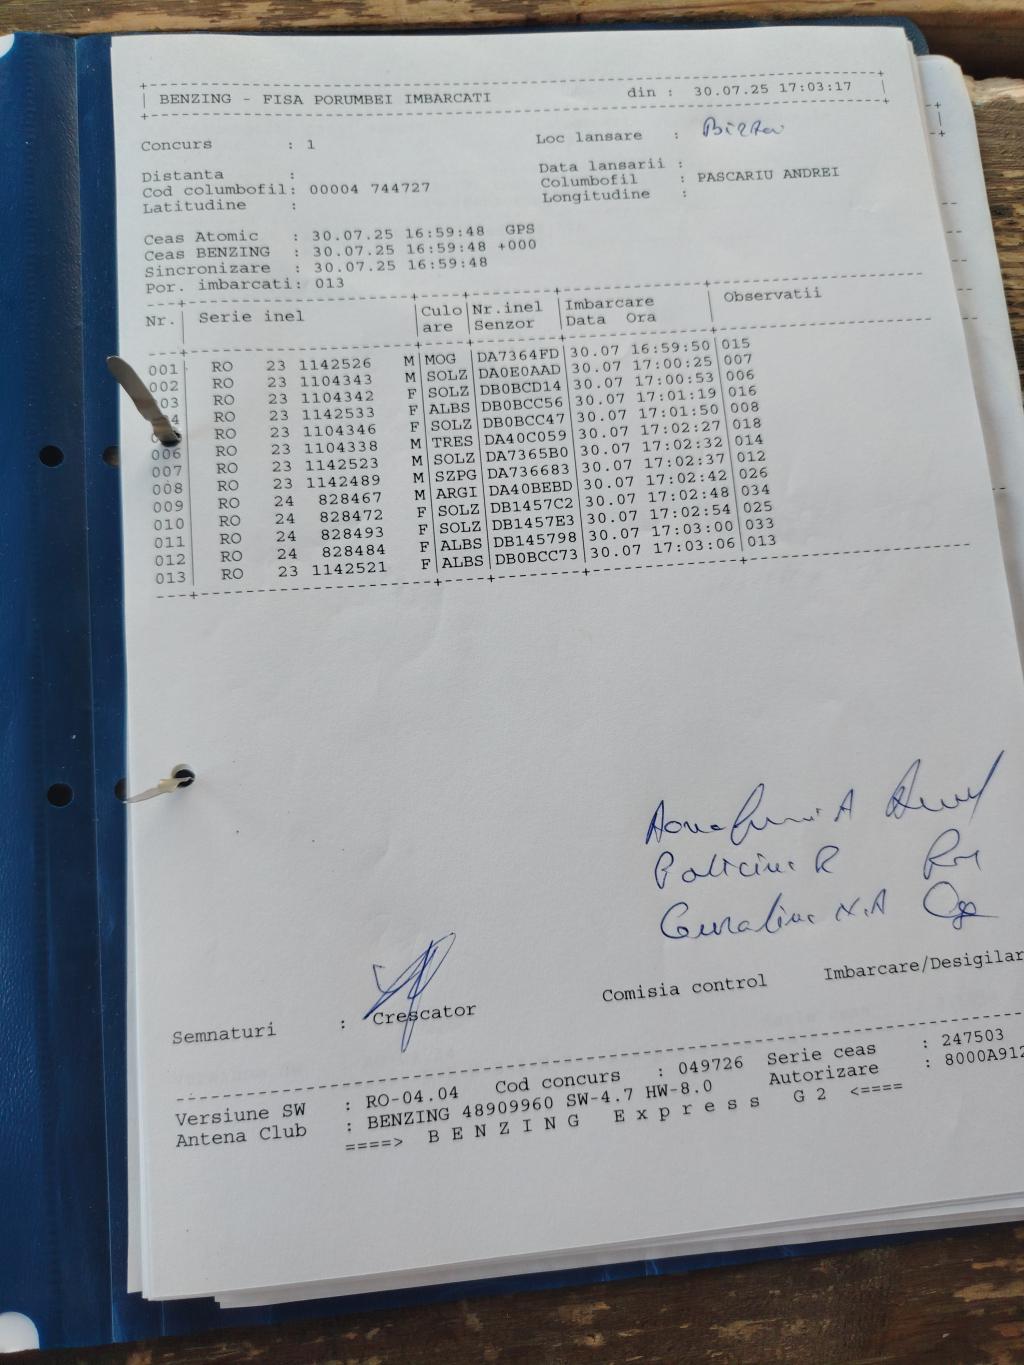 BENZING - FISA PORUMBEI IMBARCATI din : 30.07.25 17:03:17
Concurs : 1 Loc lansare :
Distanta : Data lansarii :
Cod columbofil: 00004 744727 Columbofil : PASCARIU ANDREI
Latitudine : Longitudine :
Ceas Atomic : 30.07.25 16:59:48 GPS
Ceas BENZING : 30.07.25 16:59:48 +000
Sincronizare : 30.07.25 16:59:48
Por. imbarcati: 013
Nr. Serie inel Culo Nr.inel Imbarcare Observatii
are Senzor Data Ora
001 RO 23 1142526 M MOG DA7364FD 30.07 16:59:50 015
002 RO 23 1104343 M SOLZ DA0E0AAD 30.07 17:00:25 007
03 RO 23 1104342 F SOLZ DB0BCD14 30.07 17:00:53 006
RO 23 1142533 F ALBS DB0BCC56 30.07 17:01:19 016
RO 23 1104346 F SOLZ DB0BCC47 30.07 17:01:50 008
006 RO 23 1104338 M TRES DA40C059 30.07 17:02:27 018
007 RO 23 1142523 M SOLZ DA7365B0 30.07 17:02:32 014
008 RO 23 1142489 M SZPG DA736683 30.07 17:02:37 012
009 RO 24 828467 M ARGI DA40BEBD 30.07 17:02:42 026
010 RO 24 828472 F SOLZ DB1457C2 30.07 17:02:48 034
011 RO 24 828493 F SOLZ DB1457E3 30.07 17:02:54 025
012 RO 24 828484 F ALBS DB145798 30.07 17:03:00 033
013 RO 23 1142521 F ALBS DB0BCC73 30.07 17:03:06 013
Semnaturi : Crescator Comisia control Imbarcare/Desigilar
Versiune SW : RO-04.04 Cod concurs : 049726 Serie ceas : 247503
Antena Club : BENZING 48909960 SW-4.7 HW-8.0 Autorizare : 8000A912
====> B E N Z I N G E x p r e s s G 2 <====